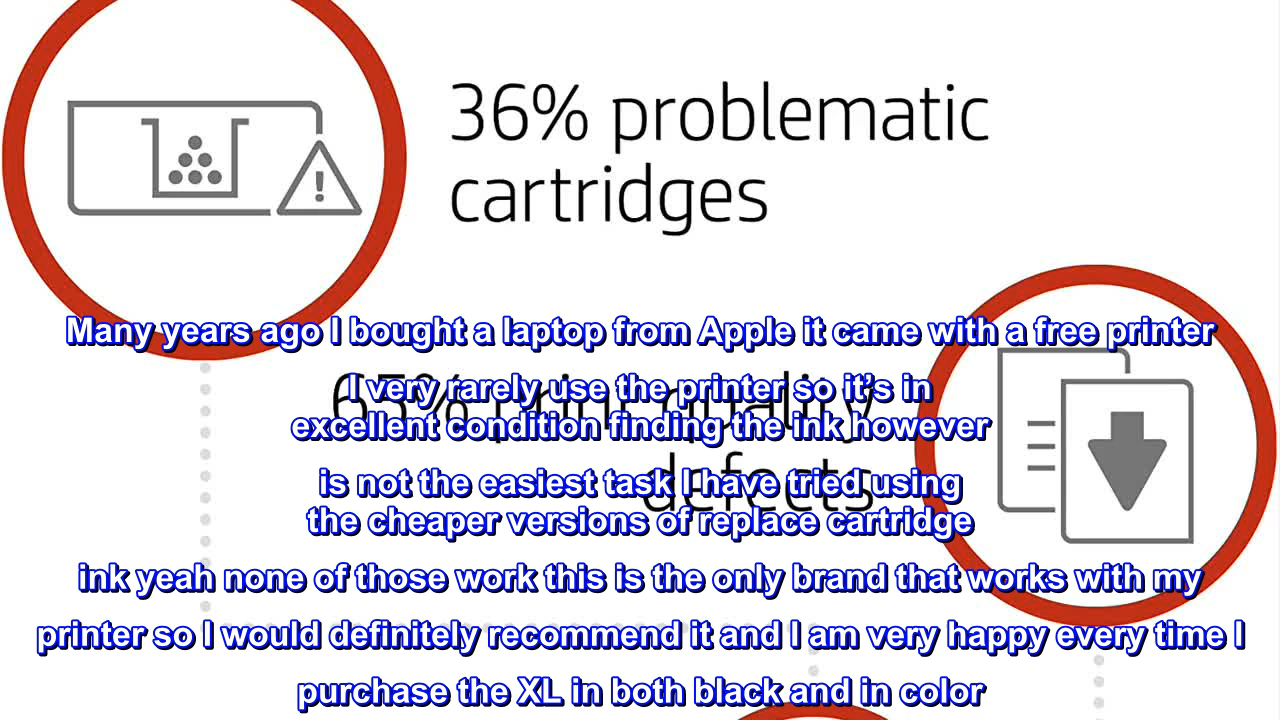 36% problematic
cartridges
Many years ago I bought a laptop from Apple it came with a free printer
65% print quality
defects
I very rarely use the printer so it’s in
excellent condition finding the ink however
is not the easiest task I have tried using
the cheaper versions of replace cartridge
ink yeah none of those work this is the only brand that works with my
printer so I would definitely recommend it and I am very happy every time I
purchase the XL in both black and in color